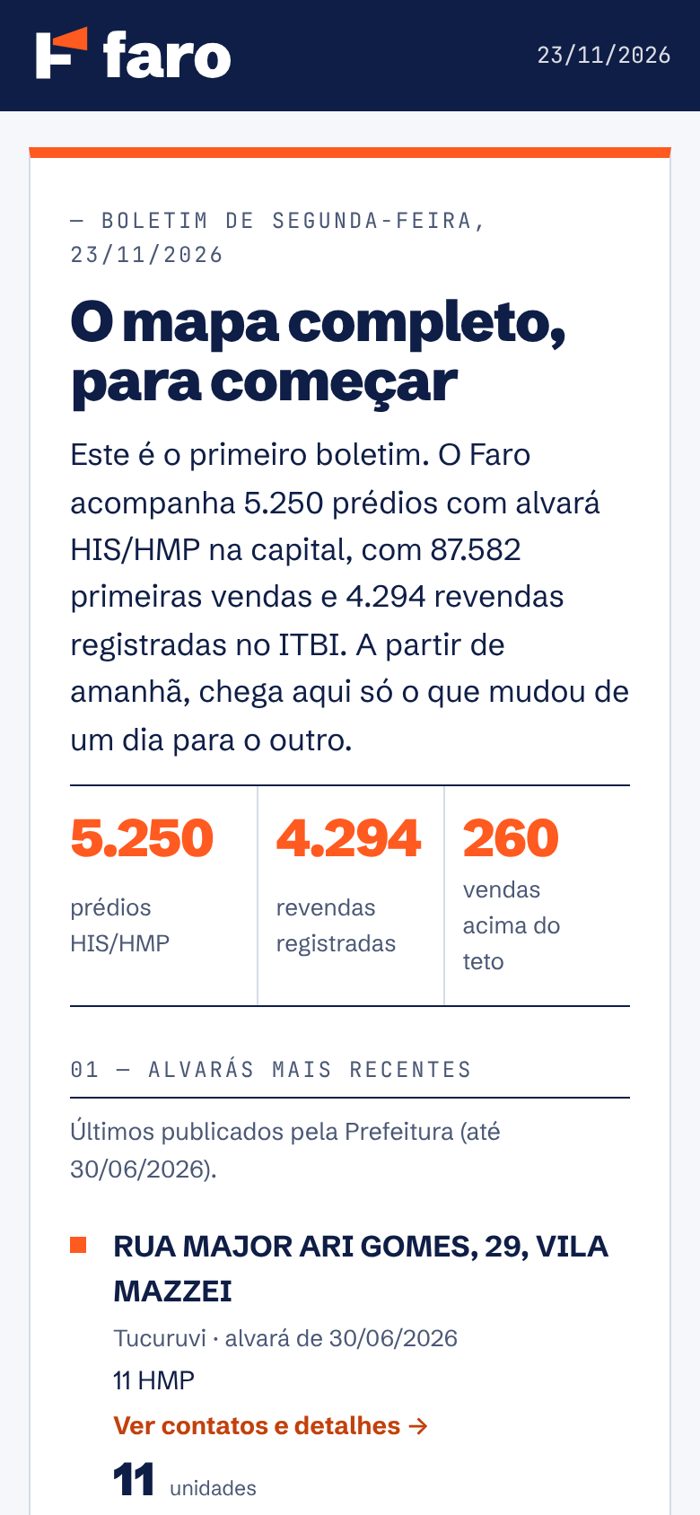 faro
23/11/2026
— BOLETIM DE SEGUNDA-FEIRA,
23/11/2026
O mapa completo,
para começar
Este é o primeiro boletim. O Faro
acompanha 5.250 prédios com alvará
HIS/HMP na capital, com 87.582
primeiras vendas e 4.294 revendas
registradas no ITBI. A partir de
amanhã, chega aqui só o que mudou de
um dia para o outro.
5.250
prédios
HIS/HMP
4.294
revendas
registradas
260
vendas
acima do
teto
01 — ALVARÁS MAIS RECENTES
Últimos publicados pela Prefeitura (até
30/06/2026).
RUA MAJOR ARI GOMES, 29, VILA
MAZZEI
Tucuruvi · alvará de 30/06/2026
11 HMP
Ver contatos e detalhes →
11 unidades